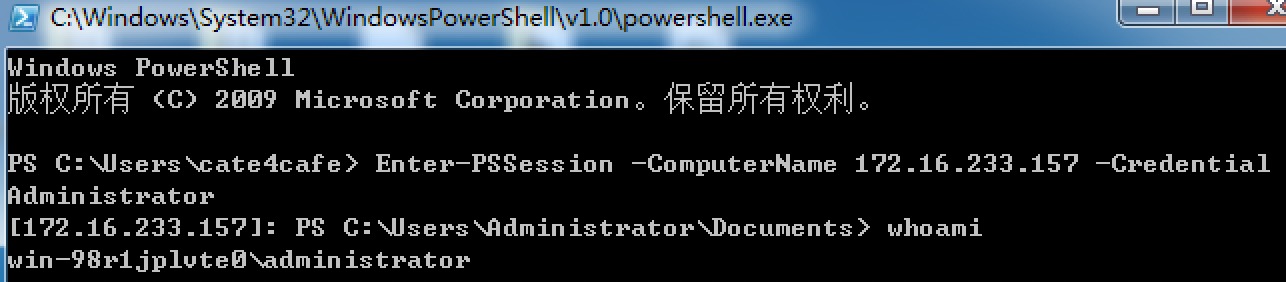 C:\Windows\System32\WindowsPowerShell\v1.0\powershell.exe
Windows PowerShell
版权所有 (C) 2009 Microsoft Corporation。保留所有权利。
PS C:\Users\cate4cafe> Enter-PSSession -ComputerName 172.16.233.157 -Credential
Administrator
[172.16.233.157]: PS C:\Users\Administrator\Documents> whoami
win-98r1jplvte0\administrator